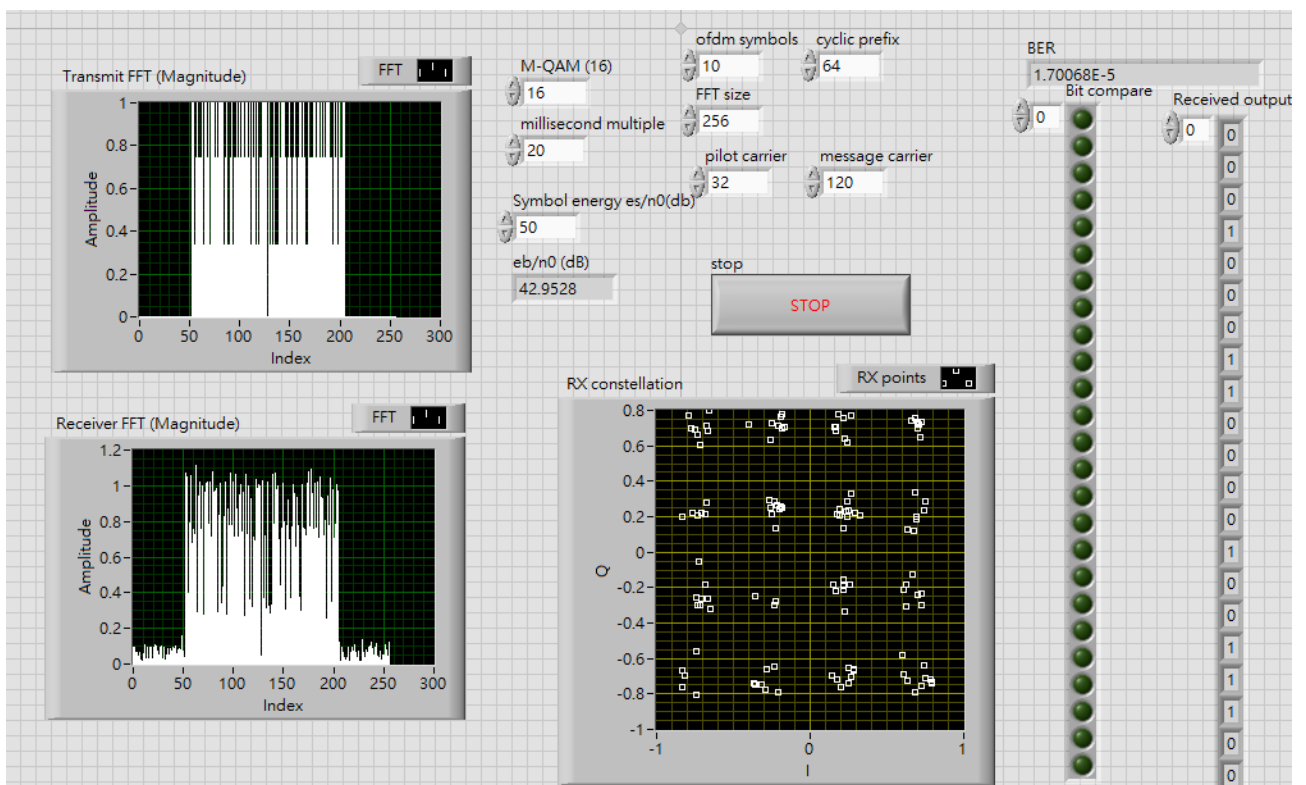 Transmit FFT (Magnitude)
FFT
1
0.8
0.6
0.4
0.2
0
Amplitude
0 50 100 150 200 250 300
Index
M-QAM (16)
16
millisecond multiple
20
Symbol energy es/n0(db)
50
eb/n0 (dB)
42.9528
ofdm symbols
10
cyclic prefix
64
FFT size
256
pilot carrier
32
message carrier
120
stop
STOP
BER
1.70068E-5
Bit compare
0
Received output
0
0
0
0
1
0
0
0
1
1
0
0
0
0
1
0
0
1
1
1
0
0
Receiver FFT (Magnitude)
FFT
1.2
1
0.8
0.6
0.4
0.2
0
Amplitude
0 50 100 150 200 250 300
Index
RX constellation
RX points
0.8
0.6
0.4
0.2
0
-0.2
-0.4
-0.6
-0.8
-1
Q
-1 0 1
I